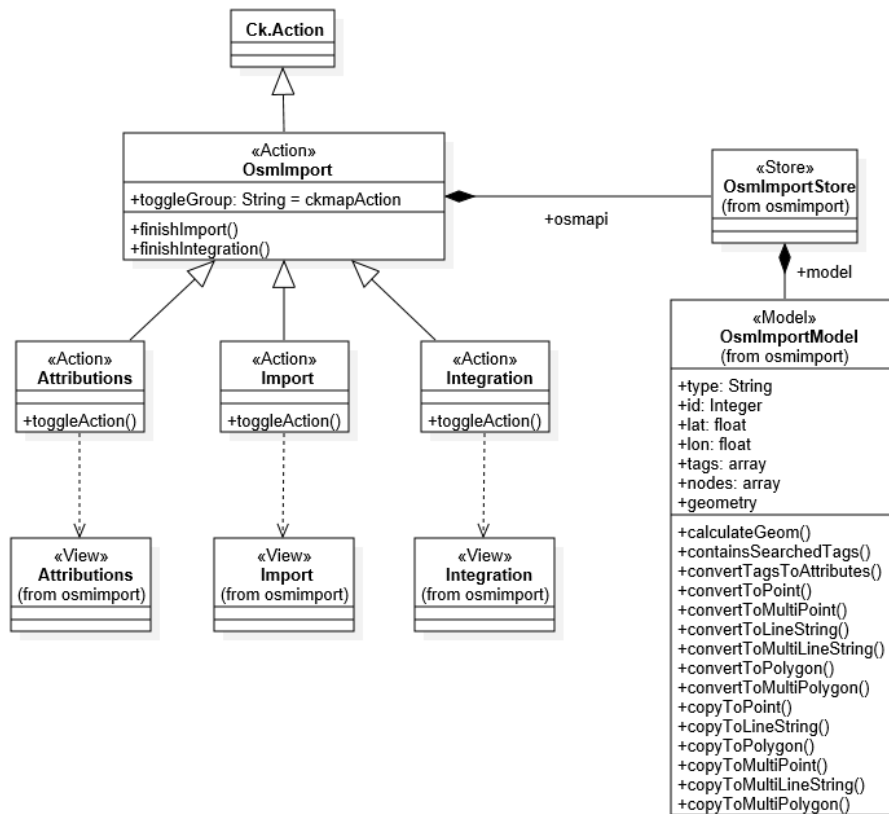 Ck.Action
«Action»
OsmImport
+toggleGroup: String = ckmapAction
+finishImport()
+finishIntegration()
+osmapi
«Store»
OsmImportStore
(from osmimport)
+model
«Model»
OsmImportModel
(from osmimport)
+type: String
+id: Integer
+lat: float
+lon: float
+tags: array
+nodes: array
+geometry
+calculateGeom()
+containsSearchedTags()
+convertTagsToAttributes()
+convertToPoint()
+convertToMultiPoint()
+convertToLineString()
+convertToMultiLineString()
+convertToPolygon()
+convertToMultiPolygon()
+copyToPoint()
+copyToLineString()
+copyToPolygon()
+copyToMultiPoint()
+copyToMultiLineString()
+copyToMultiPolygon()
«Action»
Attributions
+toggleAction()
«Action»
Import
+toggleAction()
«Action»
Integration
+toggleAction()
«View»
Attributions
(from osmimport)
«View»
Import
(from osmimport)
«View»
Integration
(from osmimport)